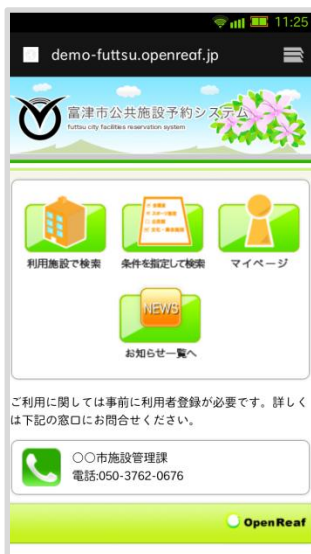 11:25
demo-futtsu.openreaf.jp
富津市公共施設予約システム
futtsu city facilities reservation system
利用施設で検索
条件を指定して検索
マイページ
NEWS
お知らせ一覧へ
ご利用に関しては事前に利用者登録が必要です。詳しく
は下記の窓口にお問合せください。
○○市施設管理課
電話:050-3762-0676
OpenReaf